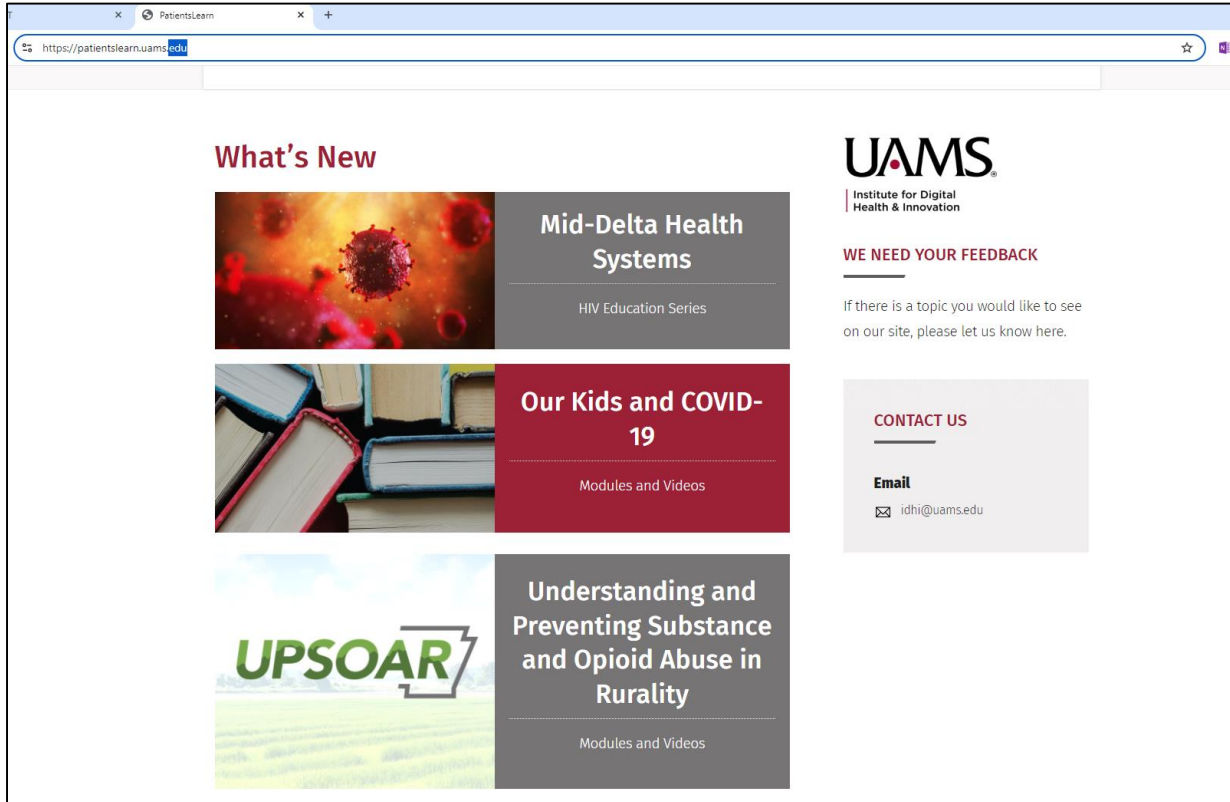 PatientsLearn
https://patientslearn.uams.edu
What's New
Mid-Delta Health
Systems
HIV Education Series
Our Kids and COVID-
19
Modules and Videos
UPSOAR
Understanding and
Preventing Substance
and Opioid Abuse in
Rurality
Modules and Videos
UAMS®
Institute for Digital
Health & Innovation
WE NEED YOUR FEEDBACK
If there is a topic you would like to see
on our site, please let us know here.
CONTACT US
Email
idhi@uams.edu